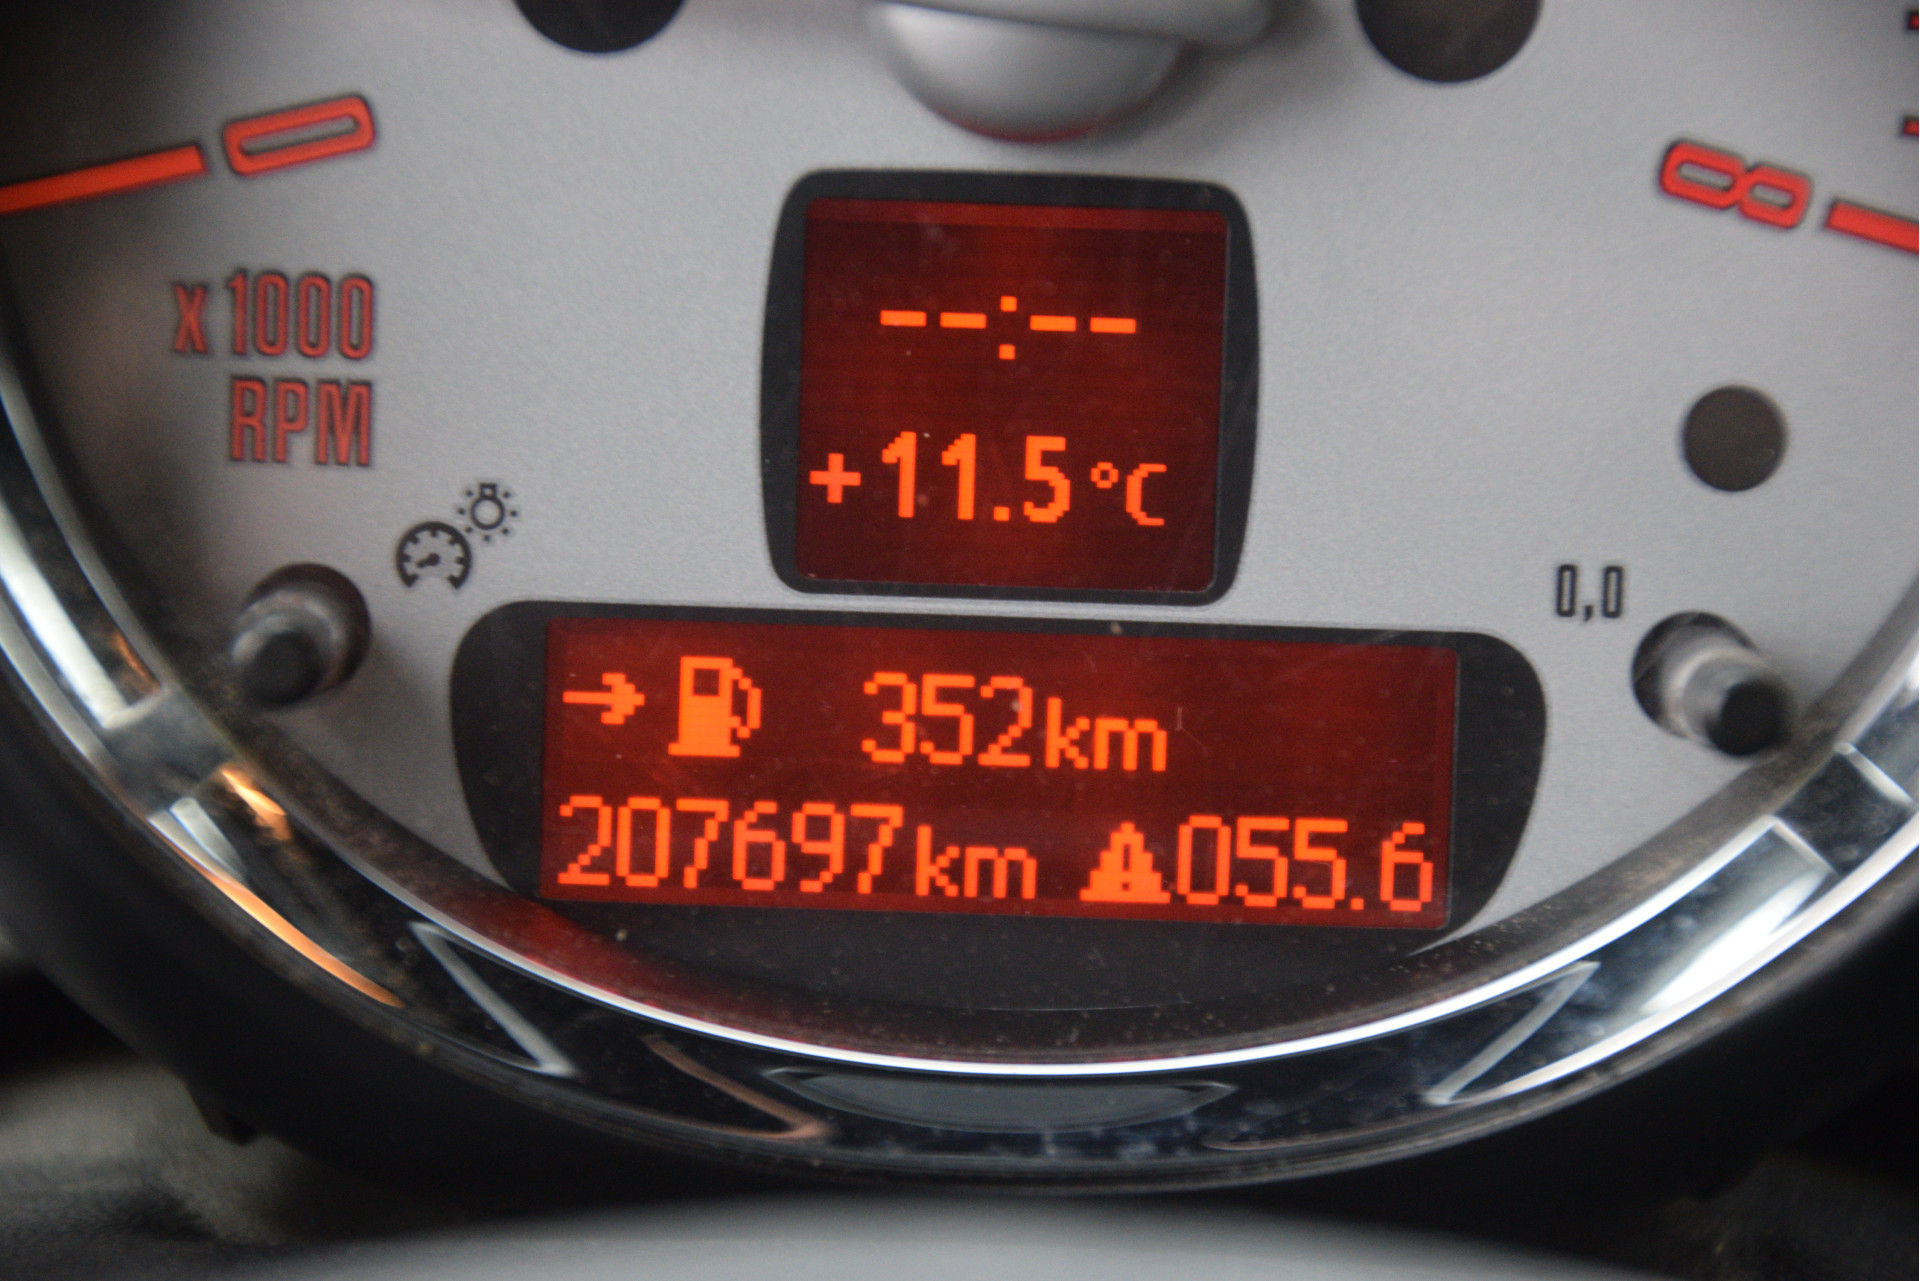 0
8
x 1000
RPM
--:--
+11.5 °C
0,0
→ 352km
207697km 055.6